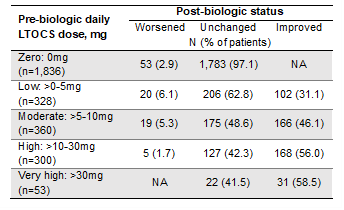 Pre-biologic daily LTOCS dose, mg
Post-biologic status
Worsened Unchanged Improved
N (% of patients)
Zero: 0mg
(n=1,836) 53 (2.9) 1,783 (97.1) NA
Low: >0-5mg
(n=328) 20 (6.1) 206 (62.8) 102 (31.1)
Moderate: >5-10mg
(n=360) 19 (5.3) 175 (48.6) 166 (46.1)
High: >10-30mg
(n=300) 5 (1.7) 127 (42.3) 168 (56.0)
Very high: >30mg
(n=53) NA 22 (41.5) 31 (58.5)